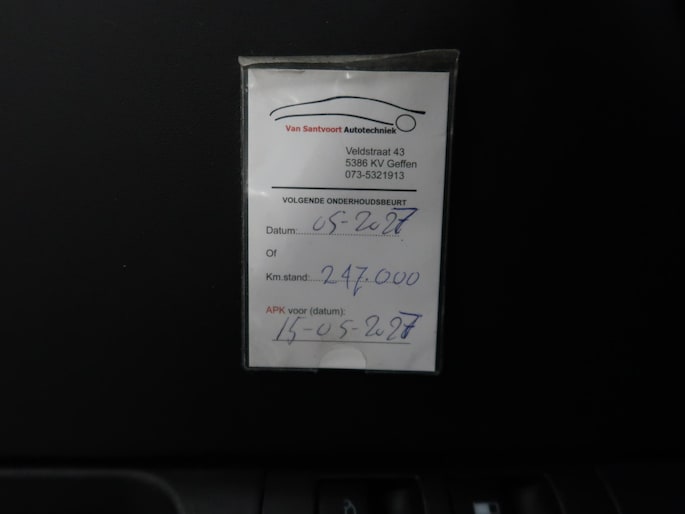 Van Santvoort Autotechniek
Veldstraat 43
5386 KV Geffen
073-5321913
VOLGENDE ONDERHOUDSBEURT
Datum: 05-2027
Of
Km.stand: 247.000
APK voor (datum):
15-05-2027